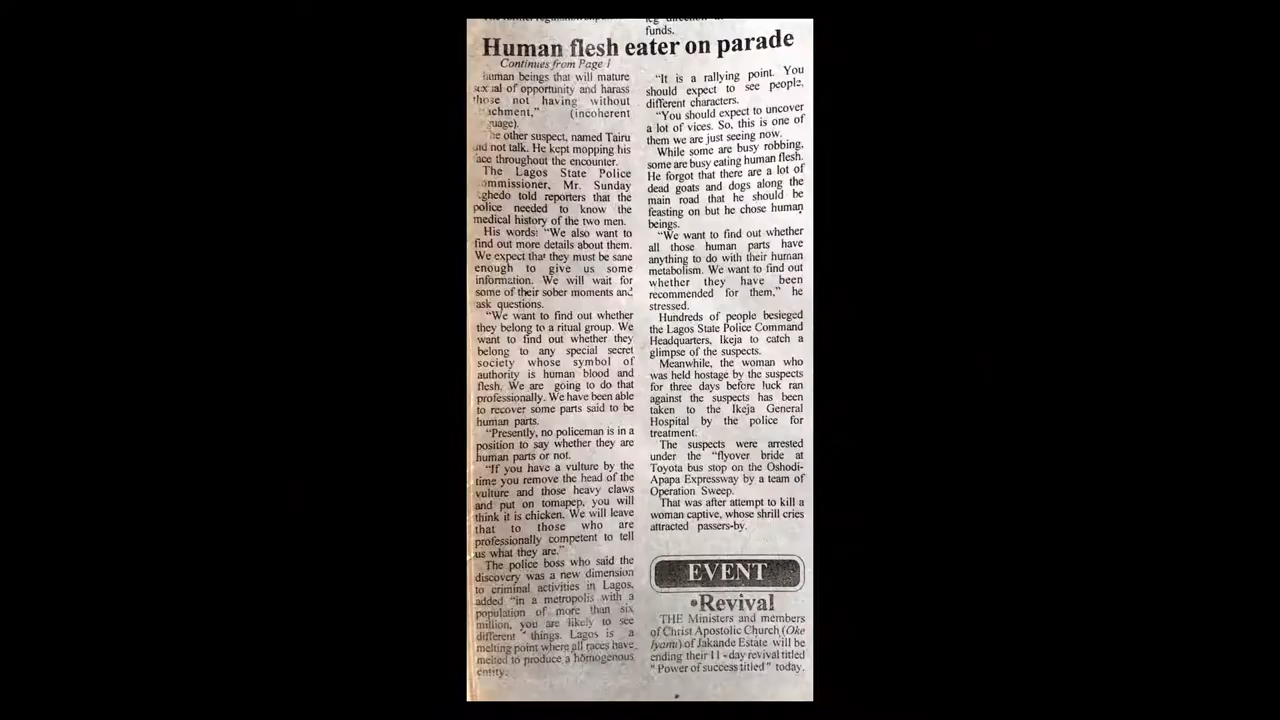 funds.
Human flesh eater on parade
Continues from Page 1
human beings that will mature
of opportunity and harass
those not having without
(incoherent
The other suspect, named Tairu
did not talk. He kept mopping his
face throughout the encounter.
The Lagos State Police
Commissioner, Mr. Sunday
told reporters that the
police needed to know the
medical history of the two men.
His words: "We also want to
find out more details about them.
We expect that they must be sane
enough to give us some
information. We will wait for
some of their sober moments and
ask questions.
"We want to find out whether
they belong to a ritual group. We
want to find out whether they
belong to any special secret
society whose symbol of
authority is human blood and
flesh. We are going to do that
professionally. We have been able
to recover some parts said to be
human parts.
"Presently, no policeman is in a
position to say whether they are
human parts or not.
"If you have a vulture by the
time you remove the head of the
vulture and those heavy claws
and put on tomapep, you will
think it is chicken. We will leave
that to those who are
professionally competent to tell
us what they are."
The police boss who said the
discovery was a new dimension
to criminal activities in Lagos,
added "in a metropolis with a
population of more than six
million, you are likely to see
different things. Lagos is a
melting point where all races have
melted to produce a homogenous
entity.
"It is a rallying point. You
should expect to see people,
different characters.
"You should expect to uncover
a lot of vices. So, this is one of
them we are just seeing now.
While some are busy robbing,
some are busy eating human flesh.
He forgot that there are a lot of
dead goats and dogs along the
main road that he should be
feasting on but he chose human
beings.
"We want to find out whether
all those human parts have
anything to do with their human
metabolism. We want to find out
whether they have been
recommended for them," he
stressed.
Hundreds of people besieged
the Lagos State Police Command
Headquarters, Ikeja to catch a
glimpse of the suspects.
Meanwhile, the woman who
was held hostage by the suspects
for three days before luck ran
against the suspects has been
taken to the Ikeja General
Hospital by the police for
treatment.
The suspects were arrested
under the "flyover bride at
Toyota bus stop on the Oshodi-
Apapa Expressway by a team of
Operation Sweep.
That was after attempt to kill a
woman captive, whose shrill cries
attracted passers-by.
EVENT
•Revival
THE Ministers and members
of Christ Apostolic Church (Oke
Iyanu) of Jakande Estate will be
ending their 11-day revival titled
"Power of success titled" today.